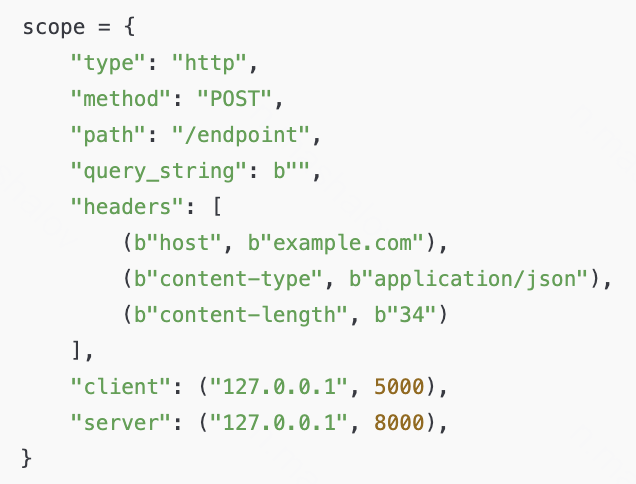 scope = {
    "type": "http",
    "method": "POST",
    "path": "/endpoint",
    "query_string": b"",
    "headers": [
        (b"host", b"example.com"),
        (b"content-type", b"application/json"),
        (b"content-length", b"34")
    ],
    "client": ("127.0.0.1", 5000),
    "server": ("127.0.0.1", 8000),
}